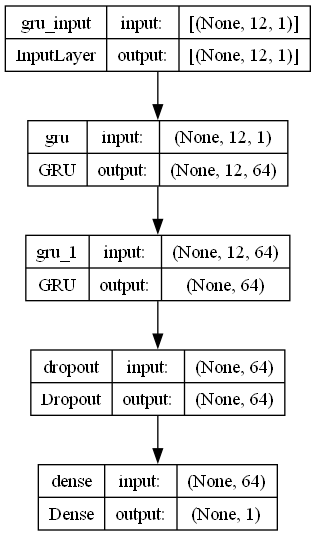 gru_input input: [(None, 12, 1)]
InputLayer output: [(None, 12, 1)]
gru input: (None, 12, 1)
GRU output: (None, 12, 64)
gru_1 input: (None, 12, 64)
GRU output: (None, 64)
dropout input: (None, 64)
Dropout output: (None, 64)
dense input: (None, 64)
Dense output: (None, 1)